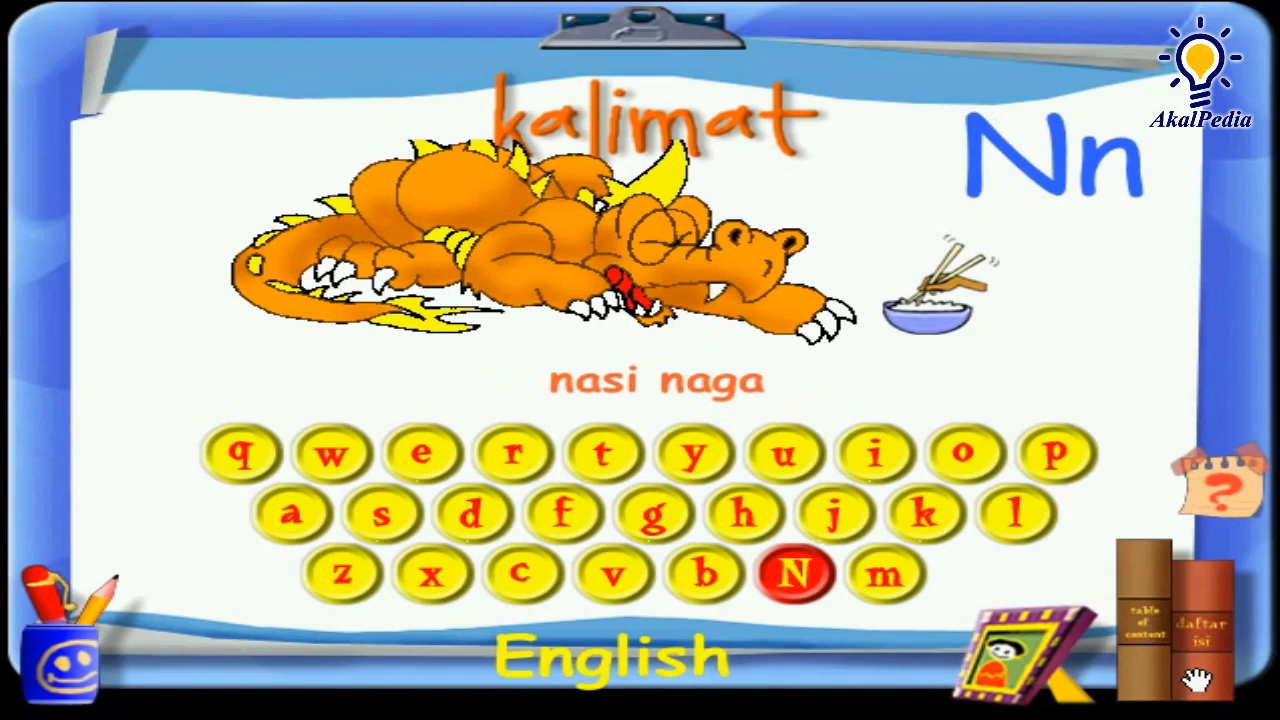 kalimat
Nn
AkalPedia
nasi naga
q w e r t y u i o p
a s d f g h j k l
z x c v b N m
?
table
of
content
daftar
isi
English